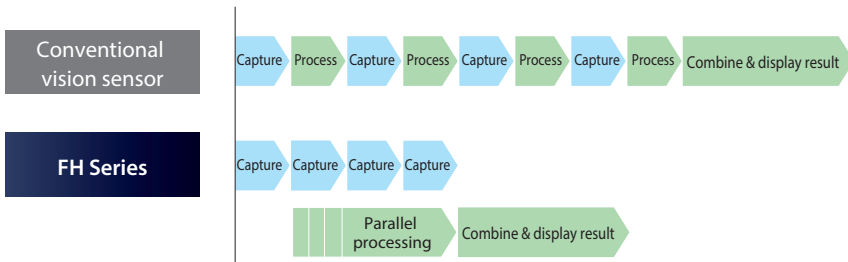 Conventional
vision sensor
Capture Process Capture Process Capture Process Capture Process Combine & display result
FH Series
Capture Capture Capture Capture
Parallel
processing
Combine & display result